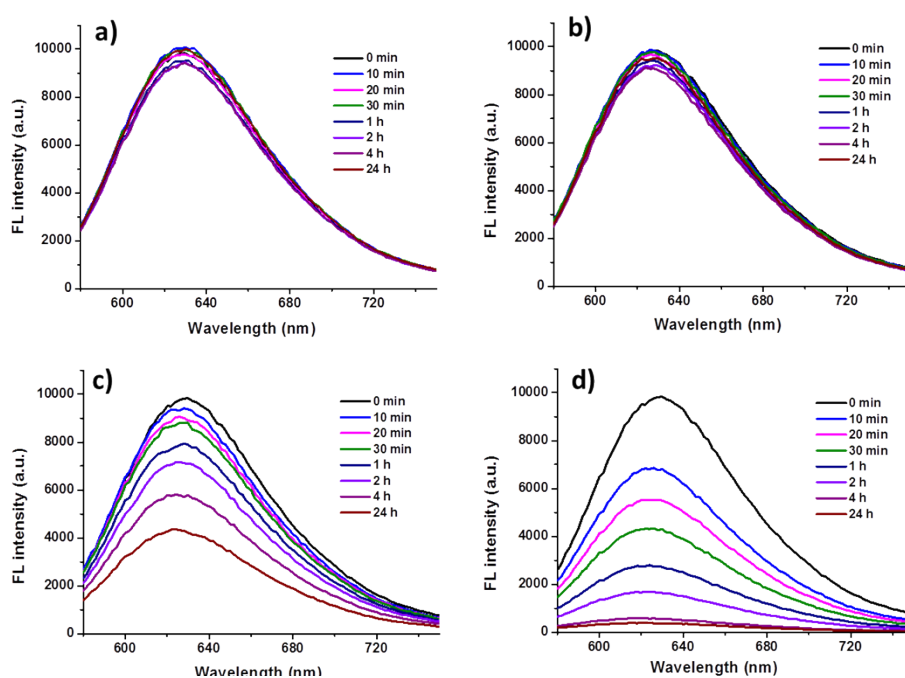 a)
10000
8000
6000
4000
2000
0
FL intensity (a.u.)
600 640 680 720
Wavelength (nm)
0 min
10 min
20 min
30 min
1 h
2 h
4 h
24 h
b)
10000
8000
6000
4000
2000
0
FL intensity (a.u.)
600 640 680 720
Wavelength (nm)
0 min
10 min
20 min
30 min
1 h
2 h
4 h
24 h
c)
10000
8000
6000
4000
2000
0
FL intensity (a.u.)
600 640 680 720
Wavelength (nm)
0 min
10 min
20 min
30 min
1 h
2 h
4 h
24 h
d)
10000
8000
6000
4000
2000
0
FL intensity (a.u.)
600 640 680 720
Wavelength (nm)
0 min
10 min
20 min
30 min
1 h
2 h
4 h
24 h